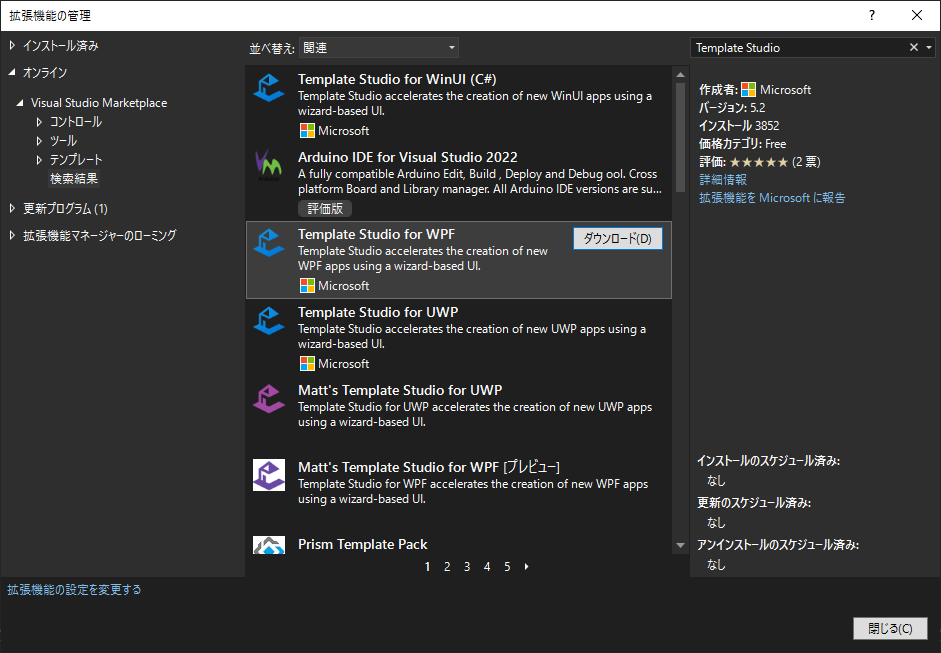 拡張機能の管理
インストール済み
オンライン
Visual Studio Marketplace
コントロール
ツール
テンプレート
検索結果
更新プログラム (1)
拡張機能マネージャーのローミング
並べ替え: 関連
Template Studio for WinUI (C#)
Template Studio accelerates the creation of new WinUI apps using a
wizard-based UI.
Microsoft
Arduino IDE for Visual Studio 2022
A fully compatible Arduino Edit, Build , Deploy and Debug ool. Cross
platform Board and Library manager. All Arduino IDE versions are su...
評価版
Template Studio for WPF
ダウンロード(D)
Template Studio accelerates the creation of new
WPF apps using a wizard-based UI.
Microsoft
Template Studio for UWP
Template Studio accelerates the creation of new UWP apps using a
wizard-based UI.
Microsoft
Matt's Template Studio for UWP
Template Studio for UWP accelerates the creation of new UWP apps
using a wizard-based UI.
Matt's Template Studio for WPF [プレビュー]
Template Studio for WPF accelerates the creation of new WPF apps
using a wizard-based UI.
Prism Template Pack
1 2 3 4 5
Template Studio
作成者: Microsoft
バージョン: 5.2
インストール 3852
価格カテゴリ: Free
評価: ★★★★★ (2 票)
詳細情報
拡張機能を Microsoft に報告
インストールのスケジュール済み:
なし
更新のスケジュール済み:
なし
アンインストールのスケジュール済み:
なし
拡張機能の設定を変更する
閉じる(C)